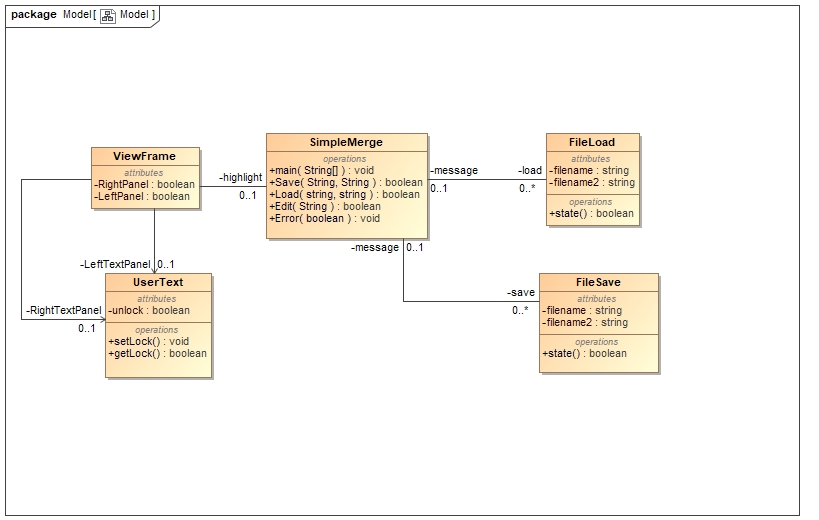 package Model[ Model ]
ViewFrame
attributes
-RightPanel : boolean
-LeftPanel : boolean
-highlight
0..1
SimpleMerge
operations
+main( String[] ) : void
+Save( String, String ) : boolean
+Load( string, string ) : boolean
+Edit( String ) : boolean
+Error( boolean ) : void
-message
0..1
-load
0..*
FileLoad
attributes
-filename : string
-filename2 : string
operations
+state() : boolean
-message 0..1
-LeftTextPanel 0..1
-RightTextPanel
0..1
UserText
attributes
-unlock : boolean
operations
+setLock() : void
+getLock() : boolean
-save
0..*
FileSave
attributes
-filename : string
-filename2 : string
operations
+state() : boolean